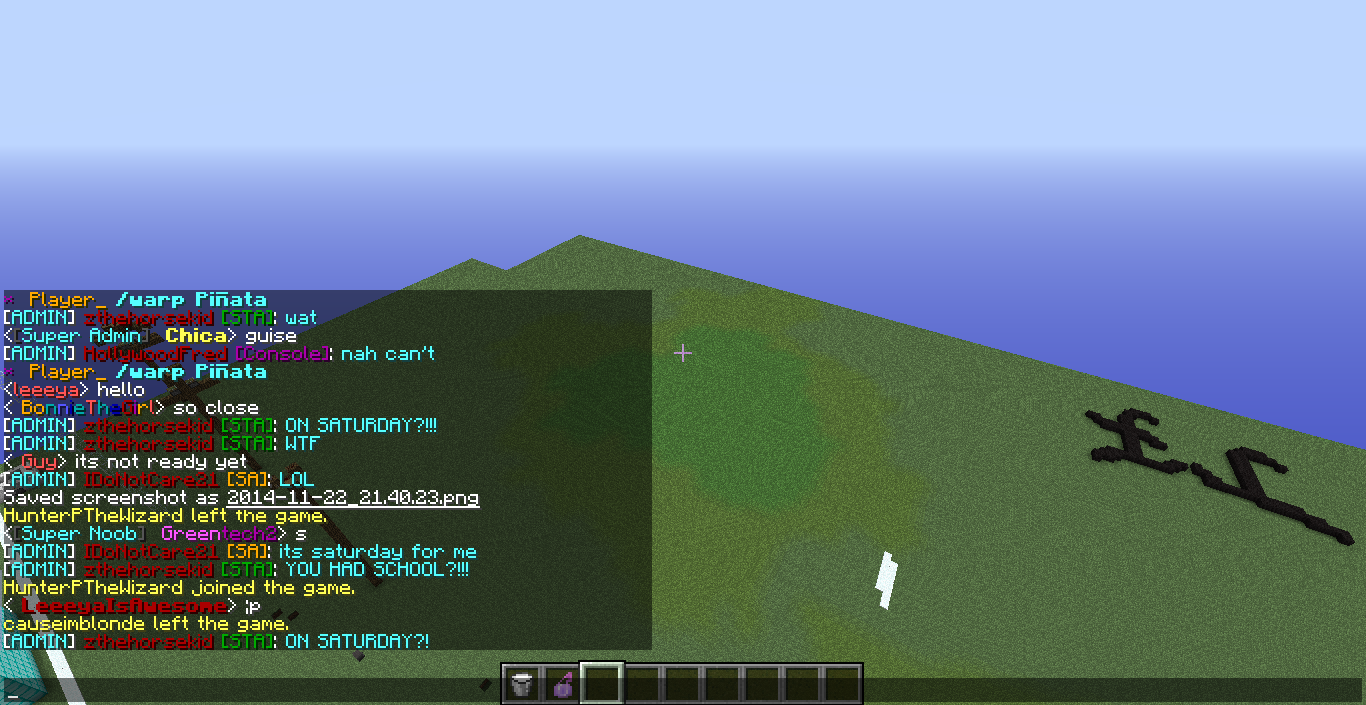 * Player_ /warp Piñata
[ADMIN] zthehorsekid [STA]: wat
<[Super Admin] Chica> guise
[ADMIN] HollywoodFred [Console]: nah can't
* Player_ /warp Piñata
<leeeya> hello
< BonnieTheGirl> so close
[ADMIN] zthehorsekid [STA]: ON SATURDAY?!!!
[ADMIN] zthehorsekid [STA]: WTF
< Guy> its not ready yet
[ADMIN] IDoNotCare21 [SA]: LOL
Saved screenshot as 2014-11-22_21.40.23.png
HunterPTheWizard left the game.
<[Super Noob] Greentech2> s
[ADMIN] IDoNotCare21 [SA]: its saturday for me
[ADMIN] zthehorsekid [STA]: YOU HAD SCHOOL?!!!
HunterPTheWizard joined the game.
< LeeeyaIsAwesome> ;p
causeimblonde left the game.
[ADMIN] zthehorsekid [STA]: ON SATURDAY?!
_